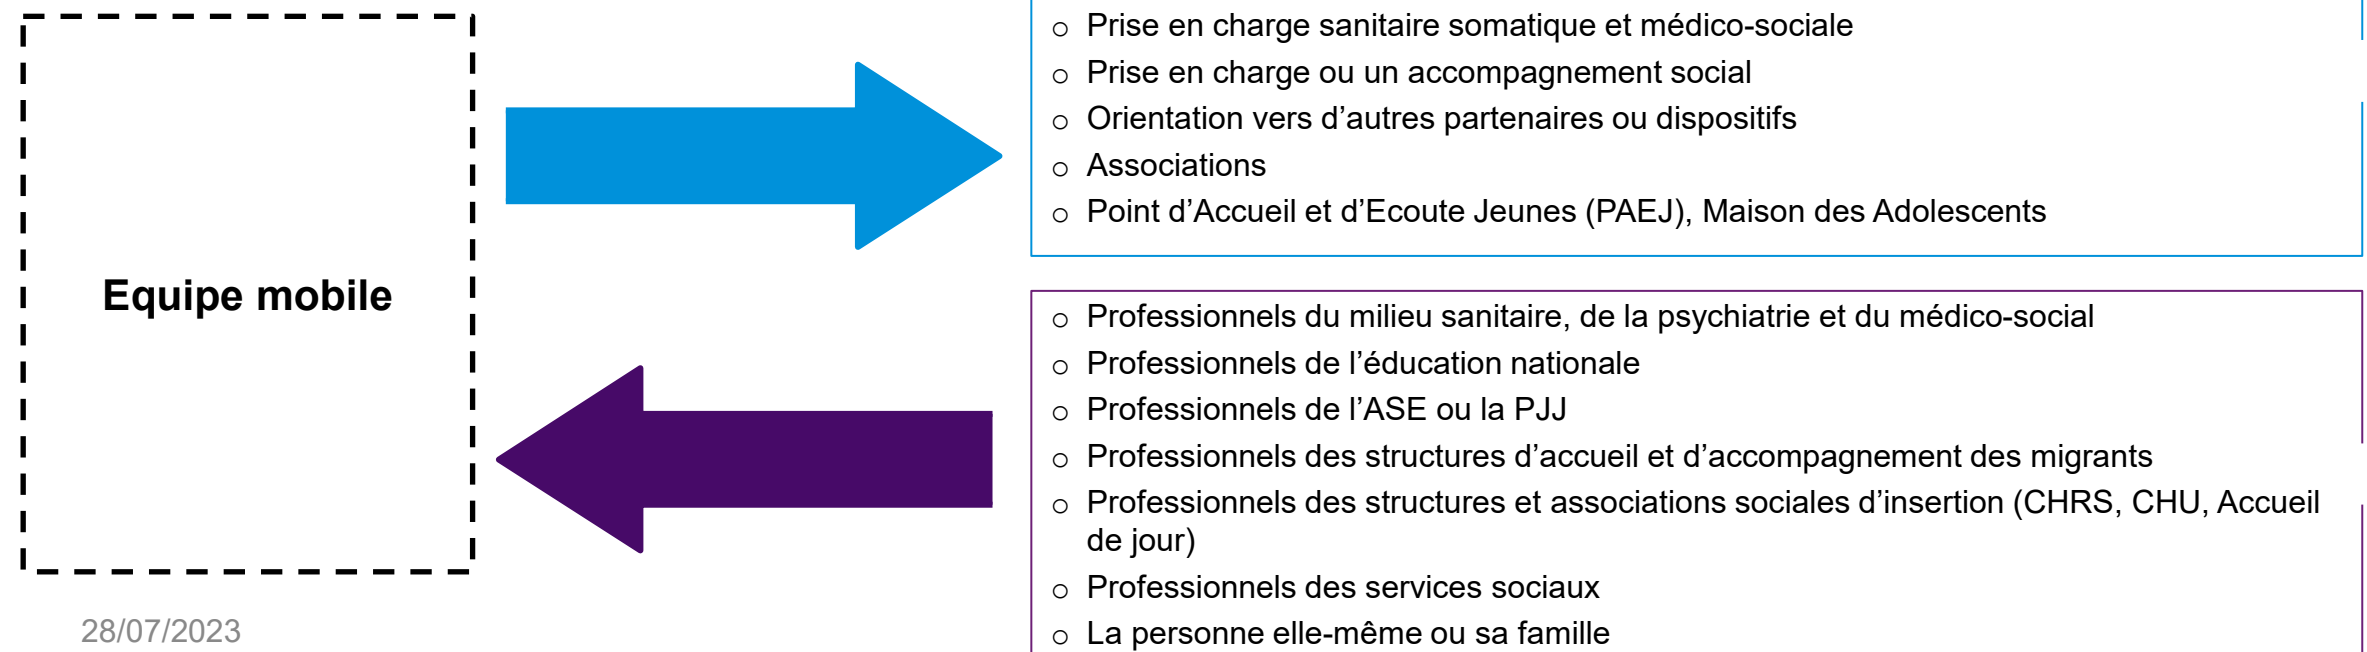 Equipe mobile
o Prise en charge sanitaire somatique et médico-sociale
o Prise en charge ou un accompagnement social
o Orientation vers d’autres partenaires ou dispositifs
o Associations
o Point d’Accueil et d’Ecoute Jeunes (PAEJ), Maison des Adolescents
o Professionnels du milieu sanitaire, de la psychiatrie et du médico-social
o Professionnels de l’éducation nationale
o Professionnels de l’ASE ou la PJJ
o Professionnels des structures d’accueil et d’accompagnement des migrants
o Professionnels des structures et associations sociales d’insertion (CHRS, CHU, Accueil
de jour)
o Professionnels des services sociaux
o La personne elle-même ou sa famille
28/07/2023